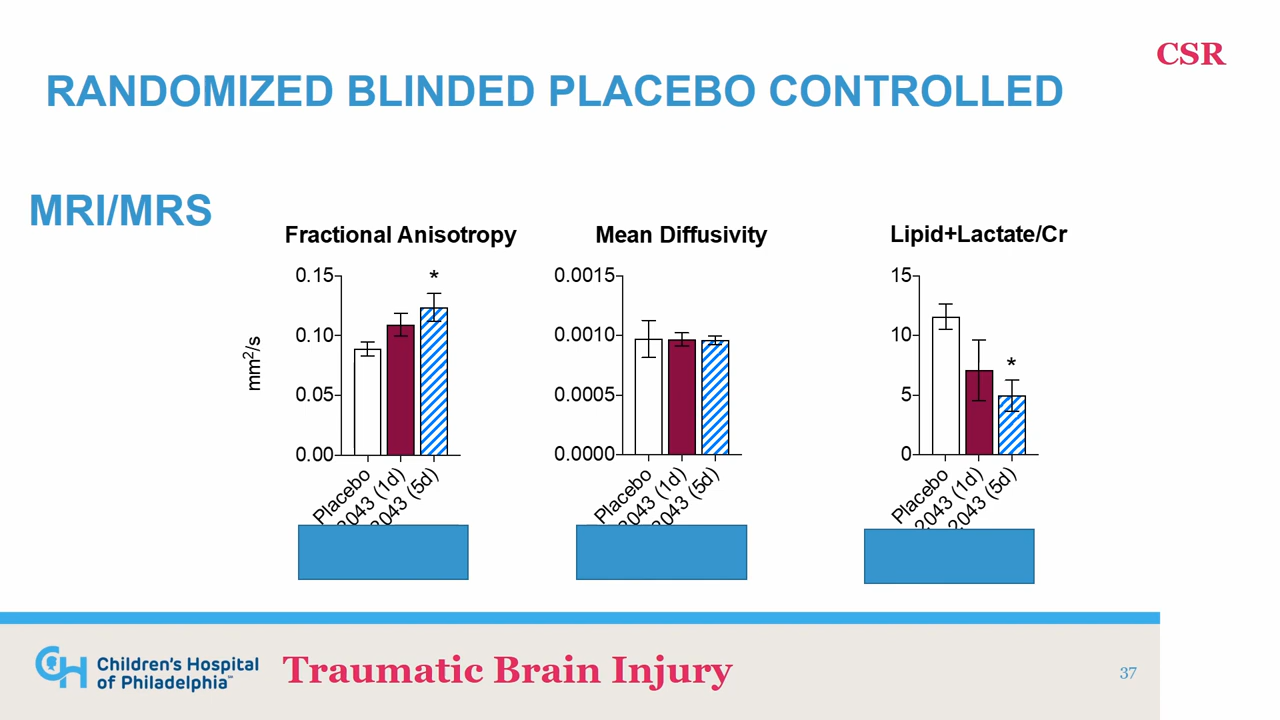 CSR
RANDOMIZED BLINDED PLACEBO CONTROLLED
MRI/MRS
Fractional Anisotropy
0.15
*
0.10
0.05
0.00
mm²/s
Placebo
2043 (1d)
2043 (5d)
Mean Diffusivity
0.0015
0.0010
0.0005
0.0000
Placebo
2043 (1d)
2043 (5d)
Lipid+Lactate/Cr
15
10
*
5
0
Placebo
2043 (1d)
2043 (5d)
Children's Hospital
of Philadelphia℠
Traumatic Brain Injury
37